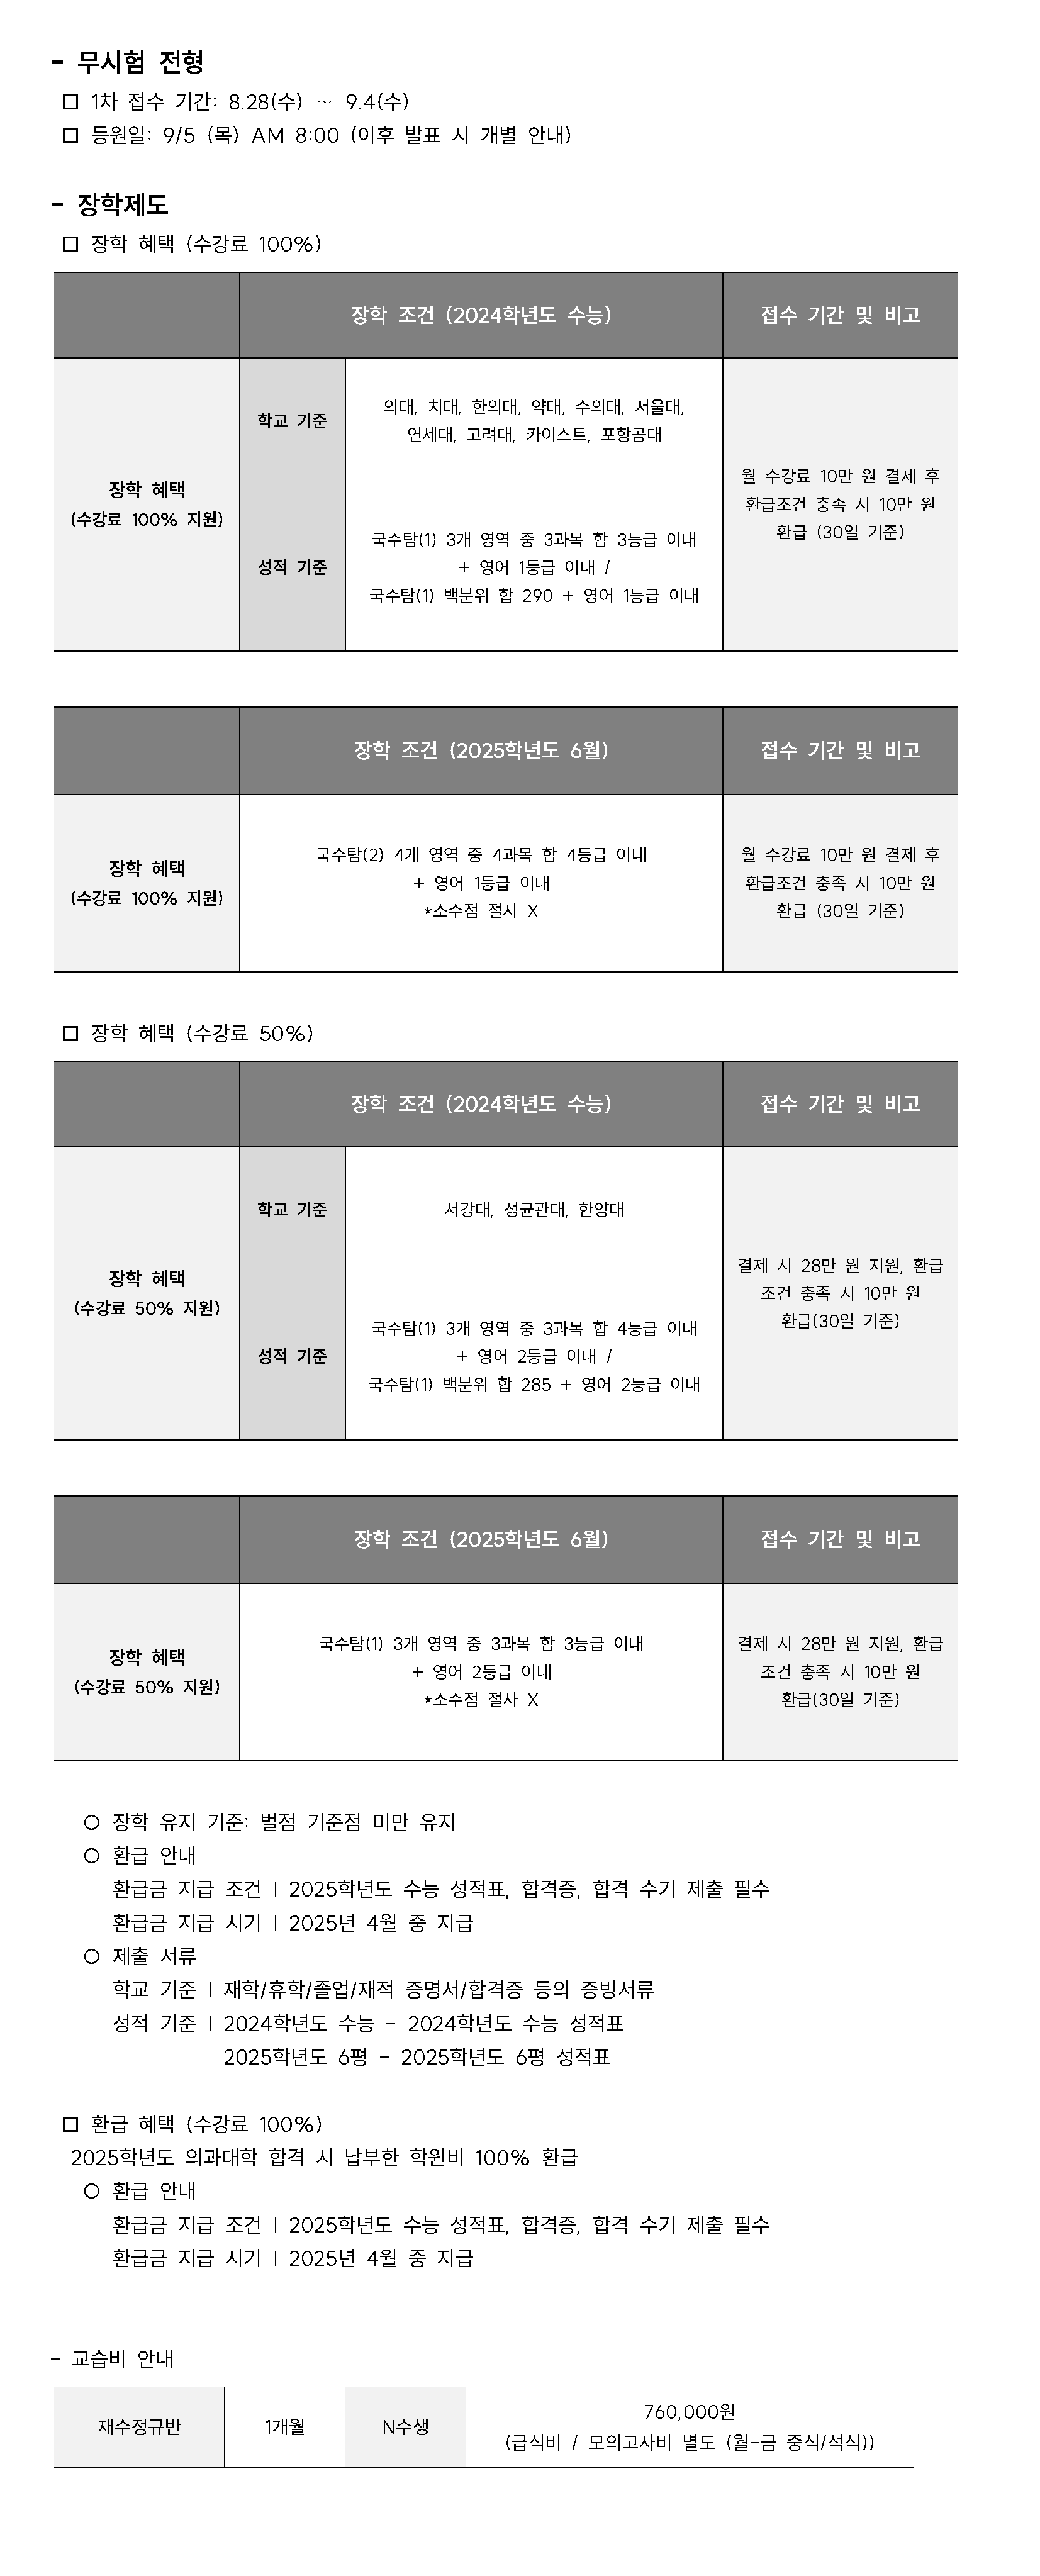 - 무시험 전형
□ 1차 접수 기간: 8.28(수) ~ 9.4(수)
□ 등원일: 9/5 (목) AM 8:00 (이후 발표 시 개별 안내)
- 장학제도
□ 장학 혜택 (수강료 100%)
장학 조건 (2024학년도 수능)
접수 기간 및 비고
장학 혜택
(수강료 100% 지원)
학교 기준
의대, 치대, 한의대, 약대, 수의대, 서울대,
연세대, 고려대, 카이스트, 포항공대
성적 기준
국수탐(1) 3개 영역 중 3과목 합 3등급 이내
+ 영어 1등급 이내 /
국수탐(1) 백분위 합 290 + 영어 1등급 이내
월 수강료 10만 원 결제 후
환급조건 충족 시 10만 원
환급 (30일 기준)
장학 조건 (2025학년도 6월)
접수 기간 및 비고
장학 혜택
(수강료 100% 지원)
국수탐(2) 4개 영역 중 4과목 합 4등급 이내
+ 영어 1등급 이내
*소수점 절사 X
월 수강료 10만 원 결제 후
환급조건 충족 시 10만 원
환급 (30일 기준)
□ 장학 혜택 (수강료 50%)
장학 조건 (2024학년도 수능)
접수 기간 및 비고
장학 혜택
(수강료 50% 지원)
학교 기준
서강대, 성균관대, 한양대
성적 기준
국수탐(1) 3개 영역 중 3과목 합 4등급 이내
+ 영어 2등급 이내 /
국수탐(1) 백분위 합 285 + 영어 2등급 이내
결제 시 28만 원 지원, 환급
조건 충족 시 10만 원
환급(30일 기준)
장학 조건 (2025학년도 6월)
접수 기간 및 비고
장학 혜택
(수강료 50% 지원)
국수탐(1) 3개 영역 중 3과목 합 3등급 이내
+ 영어 2등급 이내
*소수점 절사 X
결제 시 28만 원 지원, 환급
조건 충족 시 10만 원
환급(30일 기준)
○ 장학 유지 기준: 벌점 기준점 미만 유지
○ 환급 안내
환급금 지급 조건 | 2025학년도 수능 성적표, 합격증, 합격 수기 제출 필수
환급금 지급 시기 | 2025년 4월 중 지급
○ 제출 서류
학교 기준 | 재학/휴학/졸업/재적 증명서/합격증 등의 증빙서류
성적 기준 | 2024학년도 수능 - 2024학년도 수능 성적표
2025학년도 6평 - 2025학년도 6평 성적표
□ 환급 혜택 (수강료 100%)
2025학년도 의과대학 합격 시 납부한 학원비 100% 환급
○ 환급 안내
환급금 지급 조건 | 2025학년도 수능 성적표, 합격증, 합격 수기 제출 필수
환급금 지급 시기 | 2025년 4월 중 지급
- 교습비 안내
재수정규반
1개월
N수생
760,000원
(급식비 / 모의고사비 별도 (월-금 중식/석식))